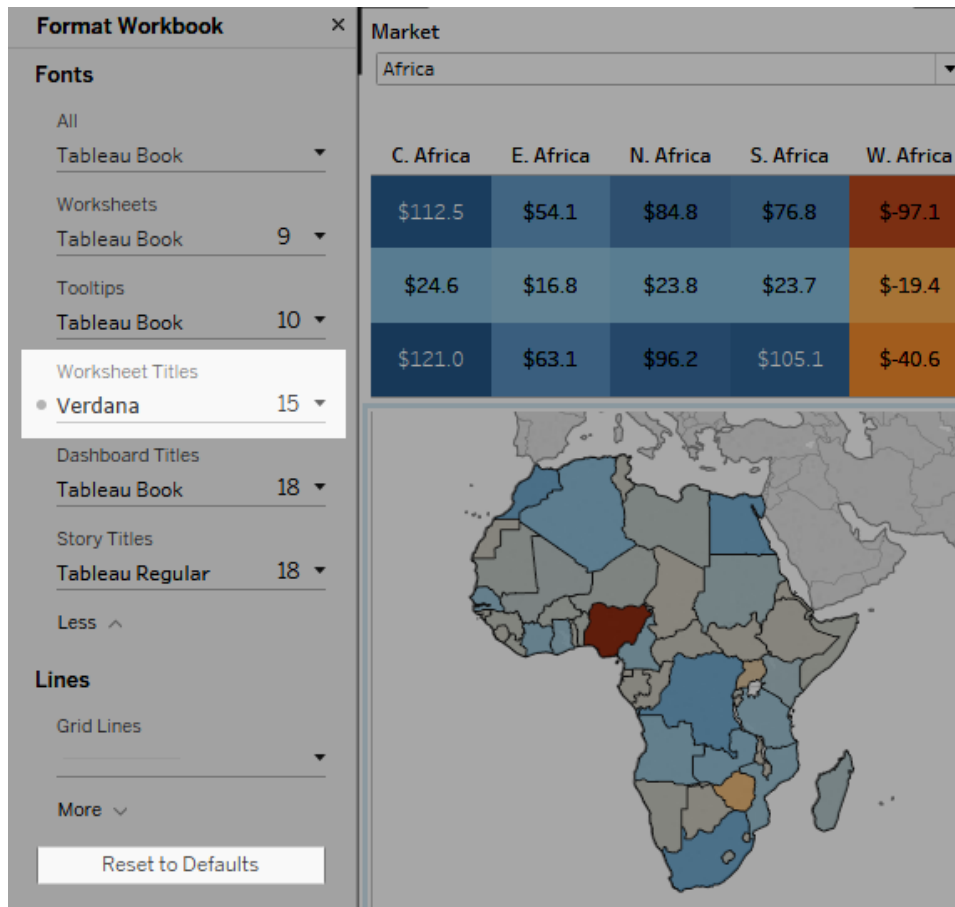 Format Workbook ×
Fonts
All
Tableau Book
Worksheets
Tableau Book 9
Tooltips
Tableau Book 10
Worksheet Titles
Verdana 15
Dashboard Titles
Tableau Book 18
Story Titles
Tableau Regular 18
Less
Lines
Grid Lines
More
Reset to Defaults
Market
Africa
C. Africa E. Africa N. Africa S. Africa W. Africa
$112.5 $54.1 $84.8 $76.8 $-97.1
$24.6 $16.8 $23.8 $23.7 $-19.4
$121.0 $63.1 $96.2 $105.1 $-40.6